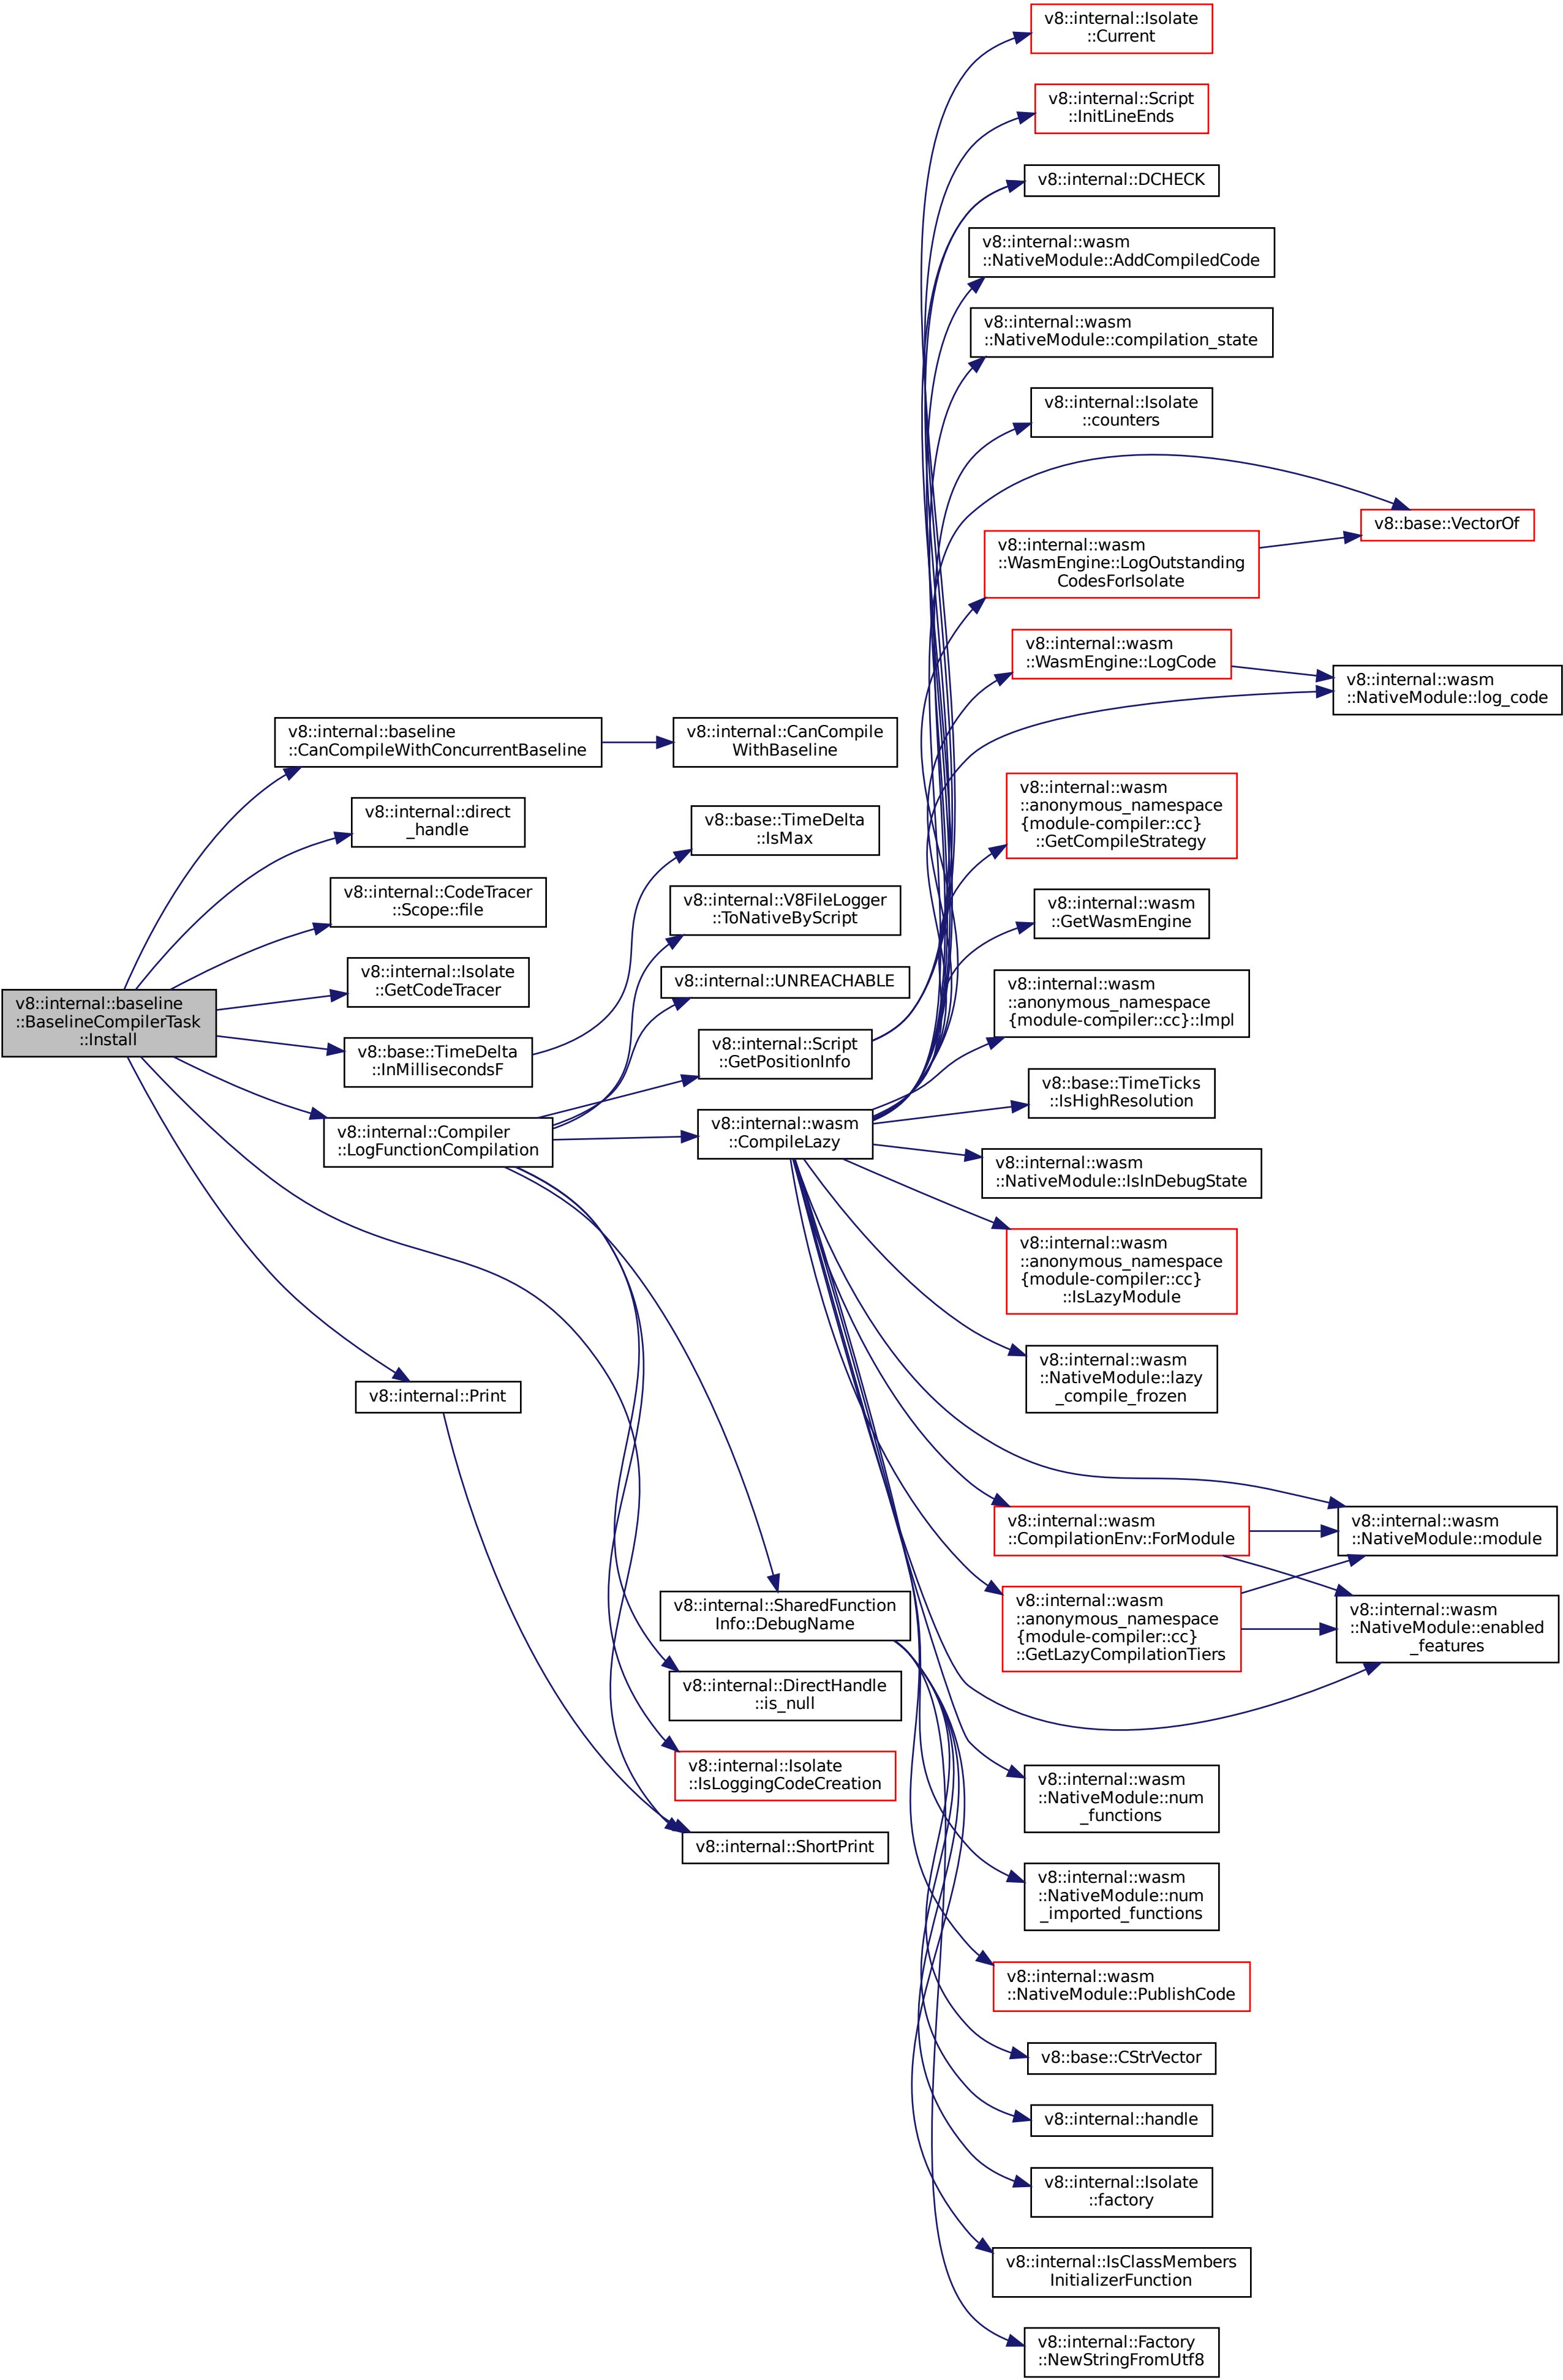 v8::internal::baseline
::BaselineCompilerTask
::Install
v8::internal::baseline
::CanCompileWithConcurrentBaseline
v8::internal::direct
_handle
v8::internal::CodeTracer
::Scope::file
v8::internal::Isolate
::GetCodeTracer
v8::base::TimeDelta
::InMillisecondsF
v8::internal::Compiler
::LogFunctionCompilation
v8::internal::Print
v8::internal::CanCompile
WithBaseline
v8::base::TimeDelta
::IsMax
v8::internal::V8FileLogger
::ToNativeByScript
v8::internal::UNREACHABLE
v8::internal::Script
::GetPositionInfo
v8::internal::wasm
::CompileLazy
v8::internal::SharedFunction
Info::DebugName
v8::internal::DirectHandle
::is_null
v8::internal::Isolate
::IsLoggingCodeCreation
v8::internal::ShortPrint
v8::internal::Isolate
::Current
v8::internal::Script
::InitLineEnds
v8::internal::DCHECK
v8::internal::wasm
::NativeModule::AddCompiledCode
v8::internal::wasm
::NativeModule::compilation_state
v8::internal::Isolate
::counters
v8::internal::wasm
::WasmEngine::LogOutstanding
CodesForIsolate
v8::internal::wasm
::WasmEngine::LogCode
v8::internal::wasm
::anonymous_namespace
{module-compiler::cc}
::GetCompileStrategy
v8::internal::wasm
::GetWasmEngine
v8::internal::wasm
::anonymous_namespace
{module-compiler::cc}::Impl
v8::base::TimeTicks
::IsHighResolution
v8::internal::wasm
::NativeModule::IsInDebugState
v8::internal::wasm
::anonymous_namespace
{module-compiler::cc}
::IsLazyModule
v8::internal::wasm
::NativeModule::lazy
_compile_frozen
v8::internal::wasm
::CompilationEnv::ForModule
v8::internal::wasm
::anonymous_namespace
{module-compiler::cc}
::GetLazyCompilationTiers
v8::internal::wasm
::NativeModule::num
_functions
v8::internal::wasm
::NativeModule::num
_imported_functions
v8::internal::wasm
::NativeModule::PublishCode
v8::base::CStrVector
v8::internal::handle
v8::internal::Isolate
::factory
v8::internal::IsClassMembers
InitializerFunction
v8::internal::Factory
::NewStringFromUtf8
v8::base::VectorOf
v8::internal::wasm
::NativeModule::log_code
v8::internal::wasm
::NativeModule::module
v8::internal::wasm
::NativeModule::enabled
_features